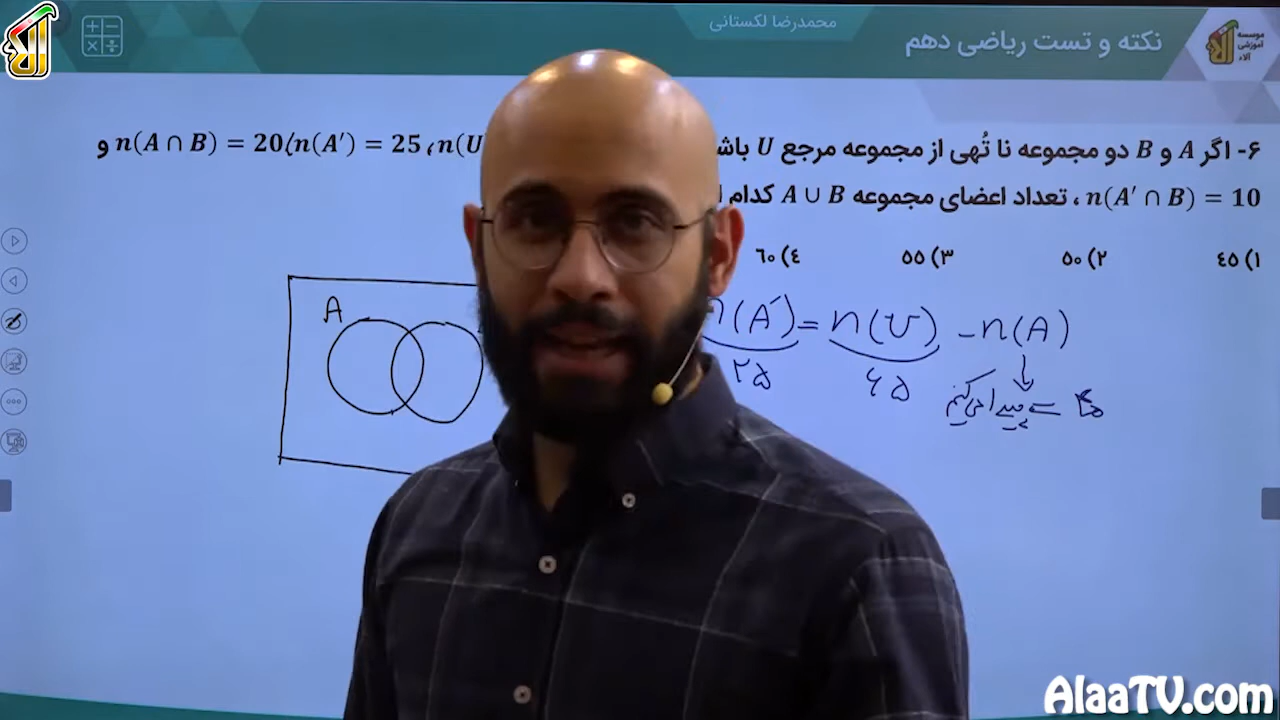 محمدرضا لکستانی
نکته و تست ریاضی دهم
موسسه
آموزشی
آلاء
۶- اگر A و B دو مجموعه نا تُهی از مجموعه مرجع U باش n(U ،n(A′) = 25 ،n(A ∩ B) = 20 و
n(A′ ∩ B) = 10 ، تعداد اعضای مجموعه A ∪ B کدام
۱) ۴۵ ۲) ۵۰ ۳) ۵۵ ۴) ۶۰
A
n(A′) = n(U) - n(A)
۲۵ ۶۵
پیدا می‌کنیم
AlaaTV.com